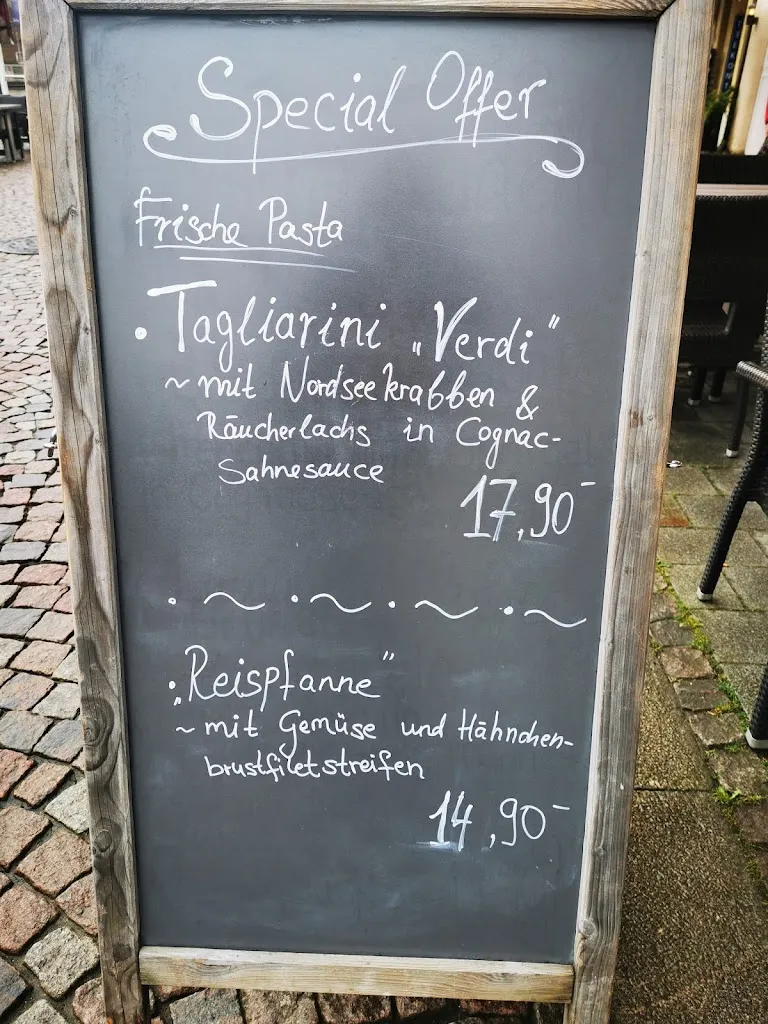 Special Offer
Frische Pasta
• Tagliarini „Verdi“
~ mit Nordseekrabben &
Räucherlachs in Cognac-
Sahnesauce
17,90-
• ~ • ~ • ~ • ~
• „Reispfanne“
~ mit Gemüse und Hähnchen-
brustfiletstreifen
14,90-